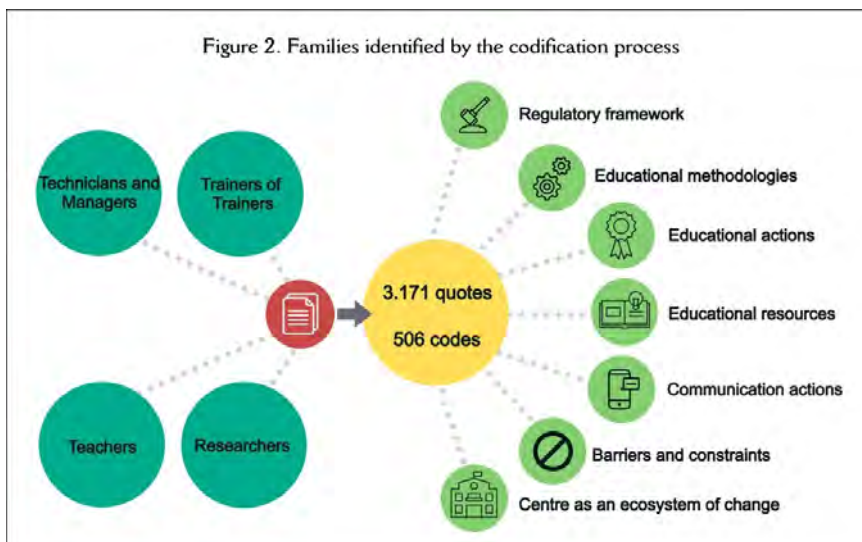 Figure 2. Families identified by the codification process
Regulatory framework
Technicians and
Managers
Trainers of
Trainers
Educational methodologies
Educational actions
3.171 quotes
506 codes
Educational resources
Communication actions
Teachers
Researchers
Barriers and constraints
Centre as an ecosystem of change